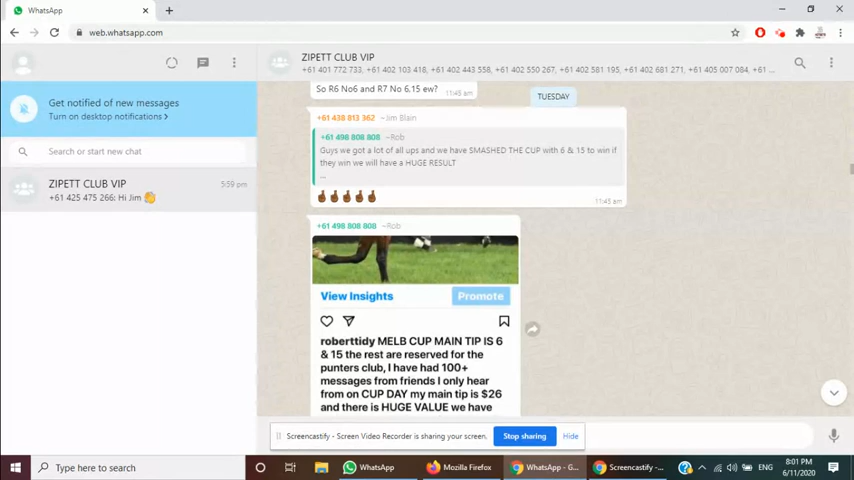 WhatsApp
web.whatsapp.com
ZIPETT CLUB VIP
+61 401 772 733, +61 402 103 416, +61 402 443 558, +61 402 550 267, +61 402 581 195, +61 402 681 271, +61 405 007 084, +61 ...
Get notified of new messages
Turn on desktop notifications >
Search or start new chat
ZIPETT CLUB VIP
5:59 pm
+61 425 475 266: Hi Jim 👋
So R6 No6 and R7 No 6,15 ew?
11:45 am
TUESDAY
+61 438 813 362 ~Jim Blain
+61 498 808 808 ~Rob
Guys we got a lot of all ups and we have SMASHED THE CUP with 6 & 15 to win if
they win we will have a HUGE RESULT
...
11:45 am
+61 498 808 808 ~Rob
View Insights
Promote
roberttidy MELB CUP MAIN TIP IS 6
& 15 the rest are reserved for the
punters club, I have had 100+
messages from friends I only hear
from on CUP DAY my main tip is $26
and there is HUGE VALUE we have
Screencastify - Screen Video Recorder is sharing your screen.
Stop sharing
Hide
Type here to search
WhatsApp
Mozilla Firefox
WhatsApp - G...
Screencastify -...
ENG
8:01 PM
6/11/2020